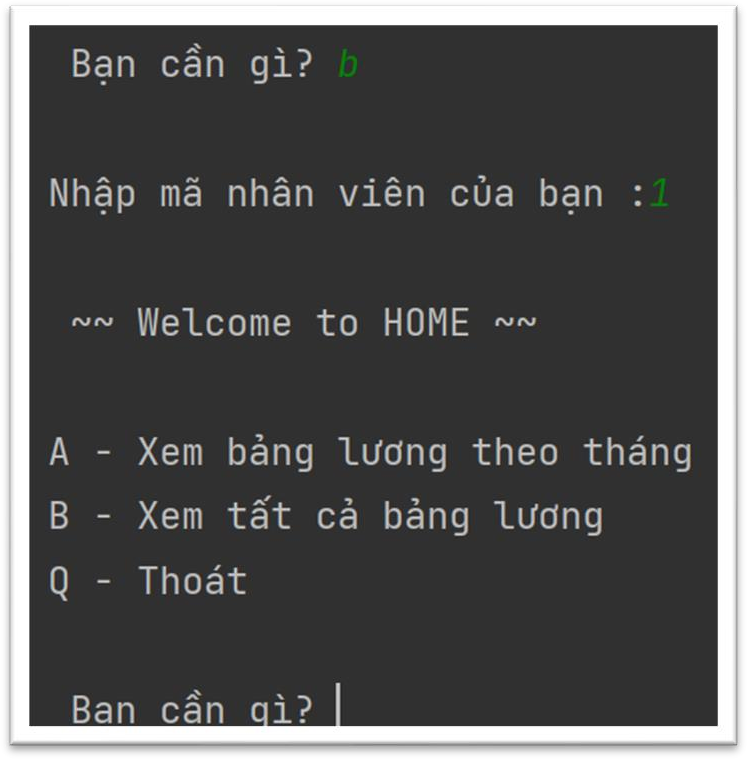 Bạn cần gì? b
Nhập mã nhân viên của bạn :1
~~ Welcome to HOME ~~
A - Xem bảng lương theo tháng
B - Xem tất cả bảng lương
Q - Thoát
Bạn cần gì?